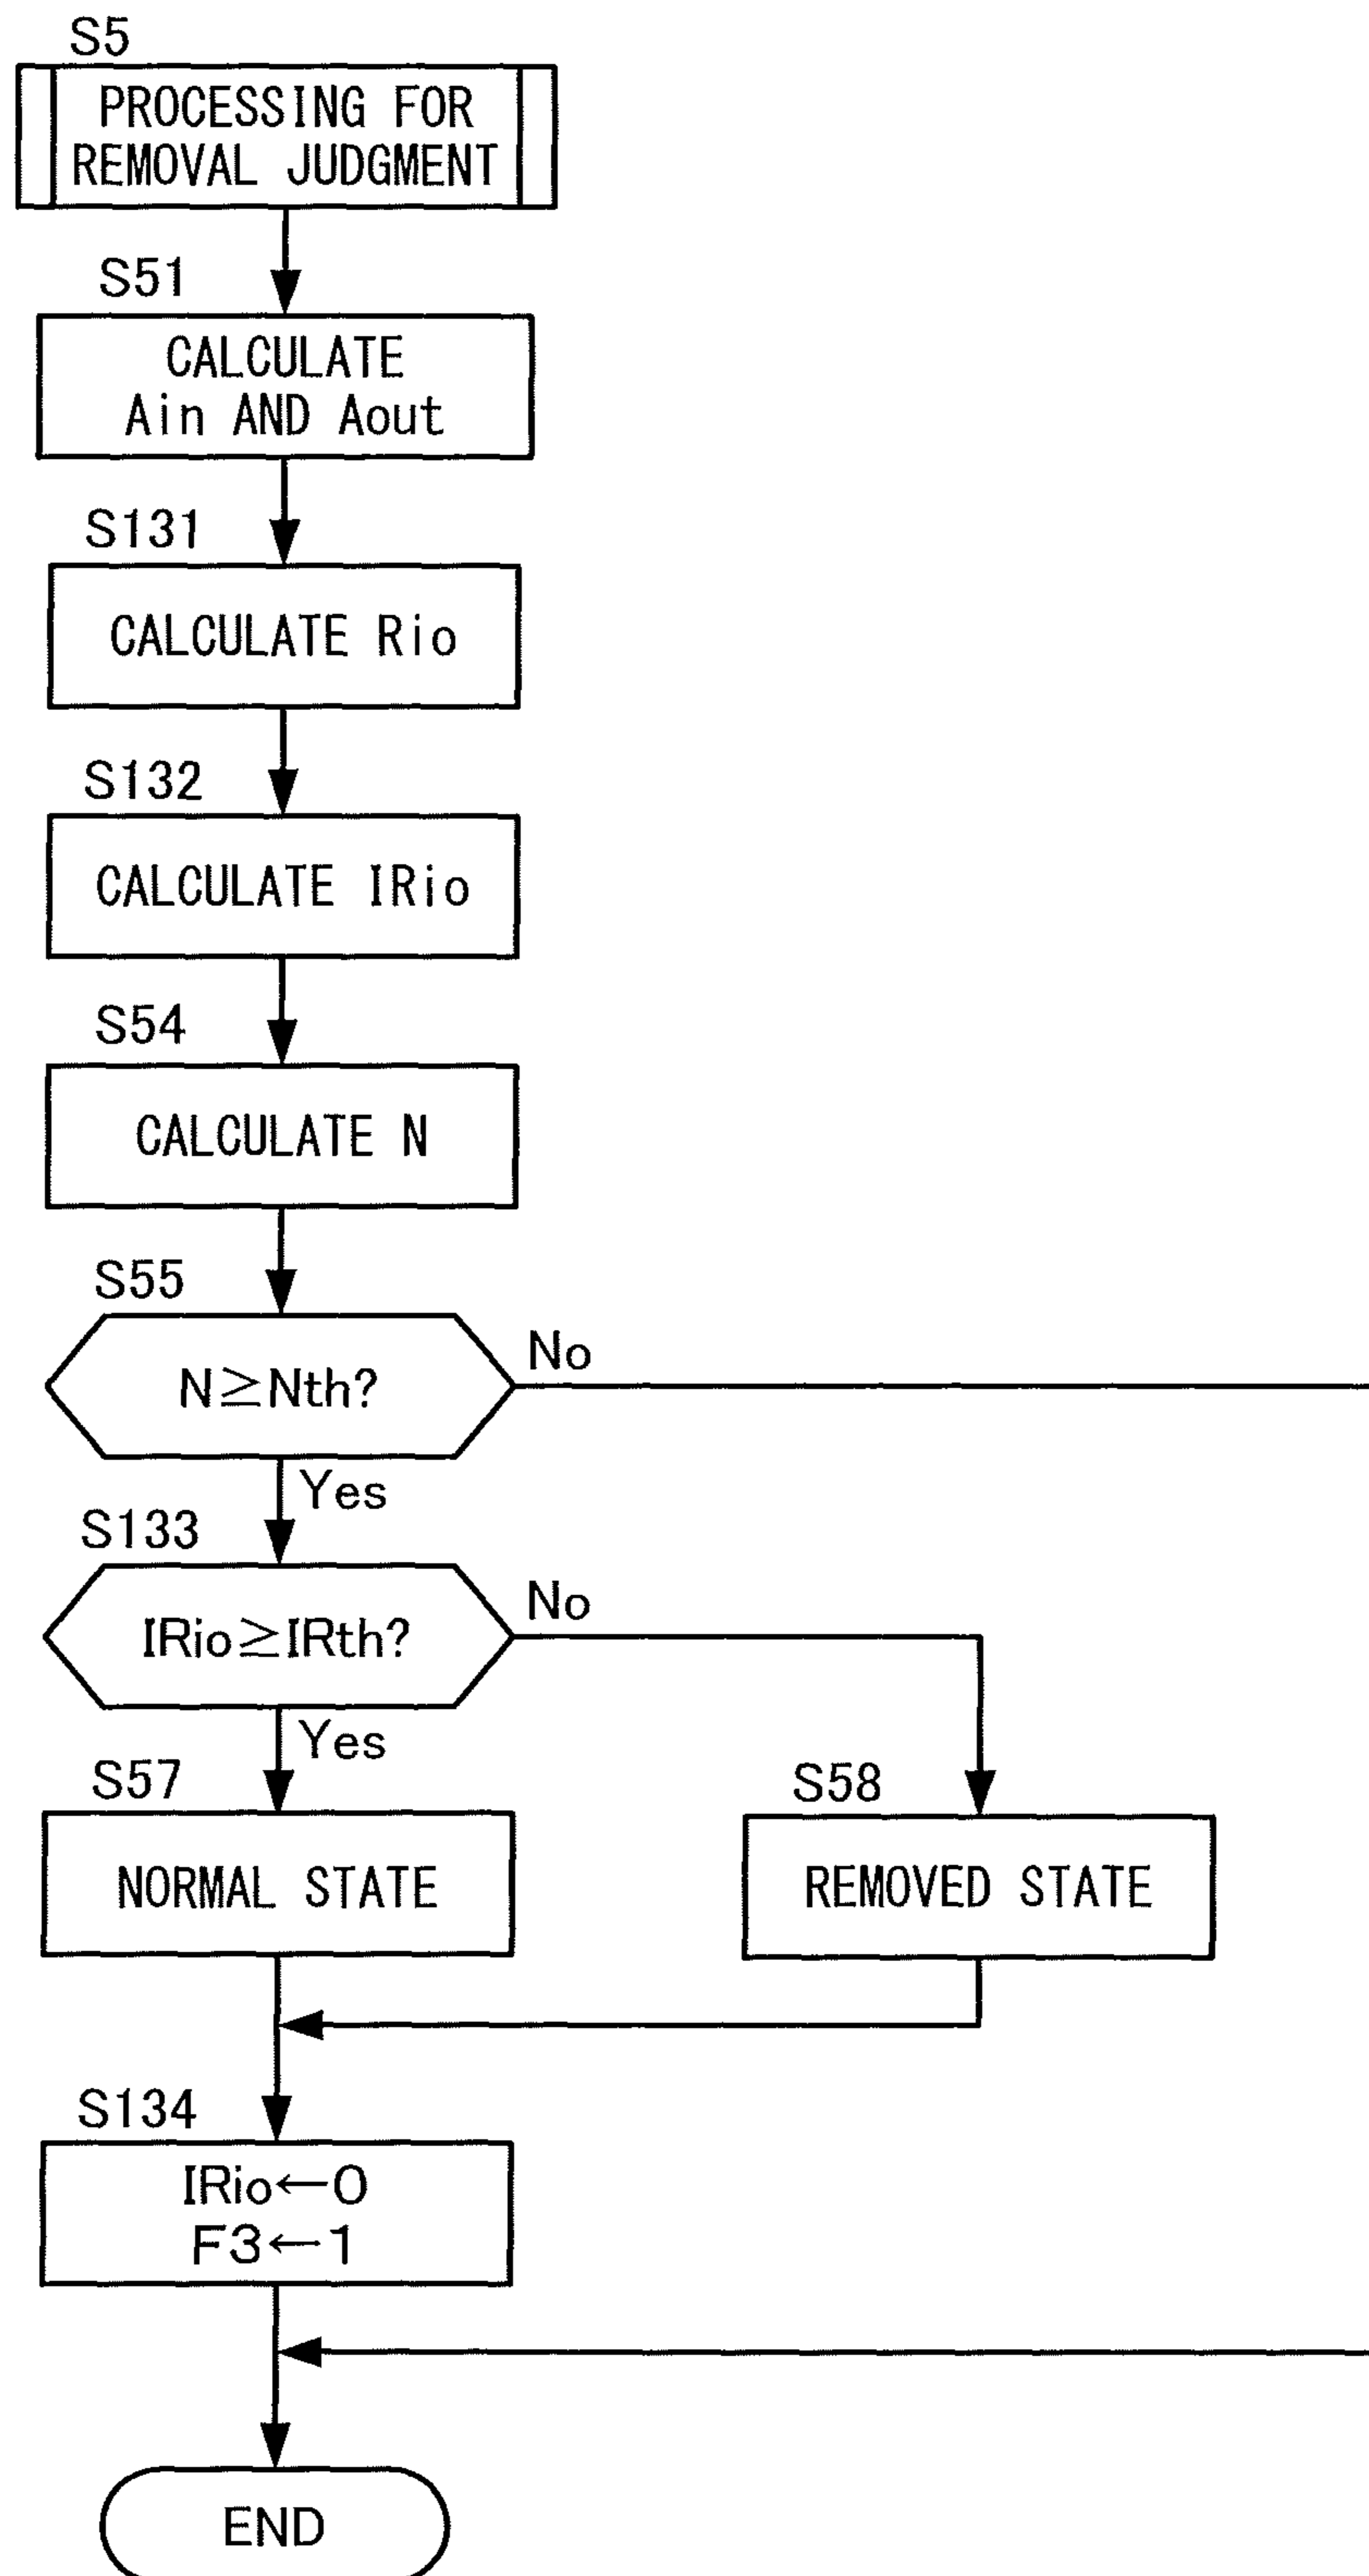 S5
PROCESSING FOR
REMOVAL JUDGMENT
S51
CALCULATE
Ain AND Aout
S131
CALCULATE Rio
S132
CALCULATE IRio
S54
CALCULATE N
S55
N≧Nth?
No
Yes
S133
IRio≧IRth?
No
Yes
S57
NORMAL STATE
S58
REMOVED STATE
S134
IRio←0
F3←1
END